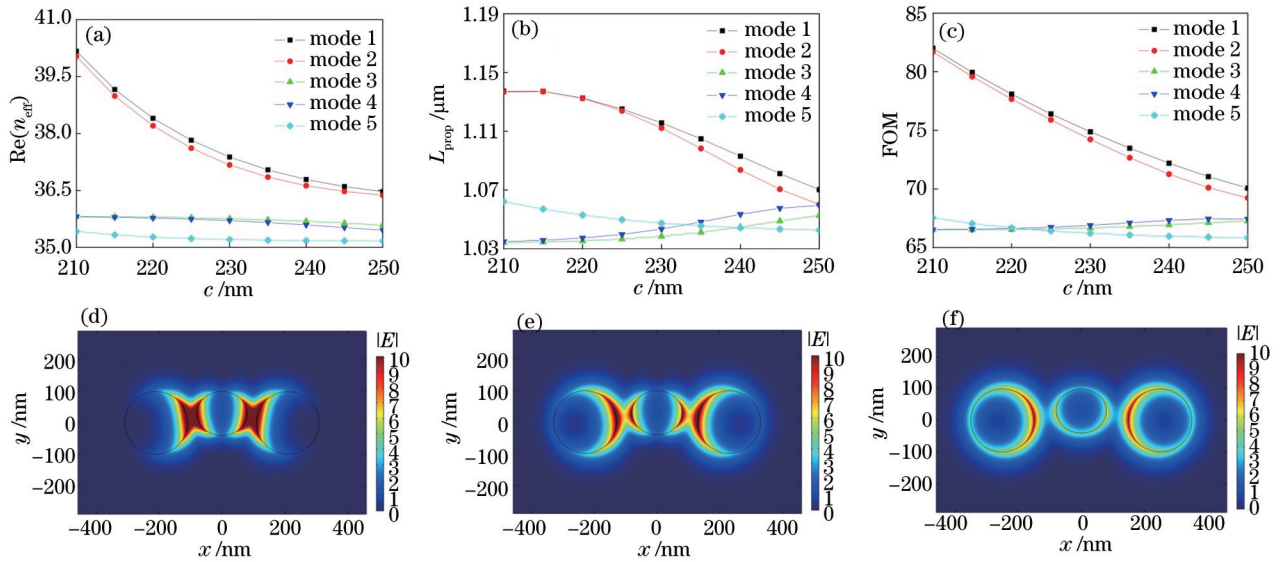 (a)
41.0
39.5
38.0
36.5
35.0
Re(n_eff)
210 220 230 240 250
c /nm
mode 1
mode 2
mode 3
mode 4
mode 5
(b)
1.19
1.15
1.11
1.07
1.03
L_prop /μm
210 220 230 240 250
c /nm
mode 1
mode 2
mode 3
mode 4
mode 5
(c)
85
80
75
70
65
FOM
210 220 230 240 250
c /nm
mode 1
mode 2
mode 3
mode 4
mode 5
(d)
200
100
0
−100
−200
y /nm
−400 −200 0 200 400
x /nm
|E|
10
9
8
7
6
5
4
3
2
1
0
(e)
200
100
0
−100
−200
y /nm
−400 −200 0 200 400
x /nm
|E|
10
9
8
7
6
5
4
3
2
1
0
(f)
200
100
0
−100
−200
y /nm
−400 −200 0 200 400
x /nm
|E|
10
9
8
7
6
5
4
3
2
1
0